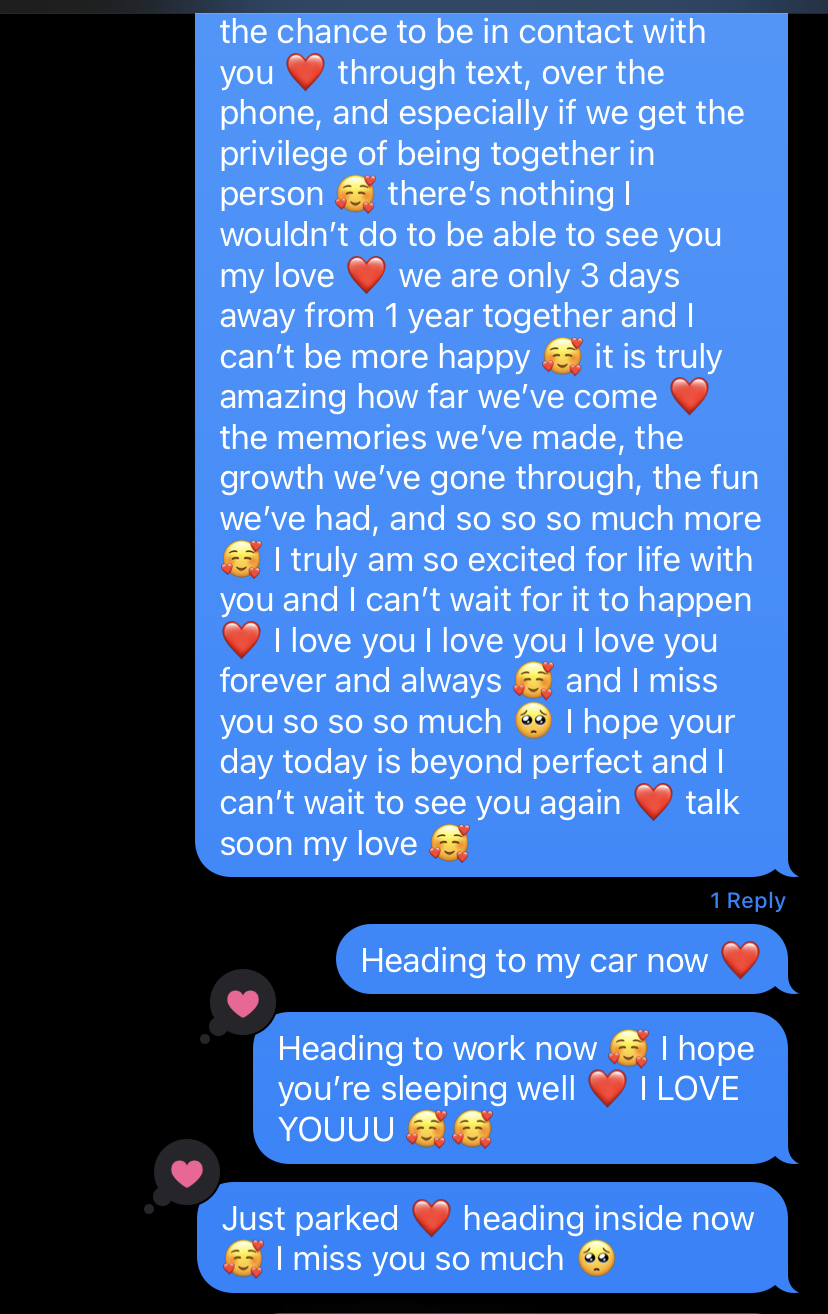 the chance to be in contact with
you ❤️ through text, over the
phone, and especially if we get the
privilege of being together in
person 🥰 there’s nothing I
wouldn’t do to be able to see you
my love ❤️ we are only 3 days
away from 1 year together and I
can’t be more happy 🥰 it is truly
amazing how far we’ve come ❤️
the memories we’ve made, the
growth we’ve gone through, the fun
we’ve had, and so so so much more
🥰 I truly am so excited for life with
you and I can’t wait for it to happen
❤️ I love you I love you I love you
forever and always 🥰 and I miss
you so so so much 🥺 I hope your
day today is beyond perfect and I
can’t wait to see you again ❤️ talk
soon my love 🥰
1 Reply
Heading to my car now ❤️
Heading to work now 🥰 I hope
you’re sleeping well ❤️ I LOVE
YOUUU 🥰🥰
Just parked ❤️ heading inside now
🥰 I miss you so much 🥺